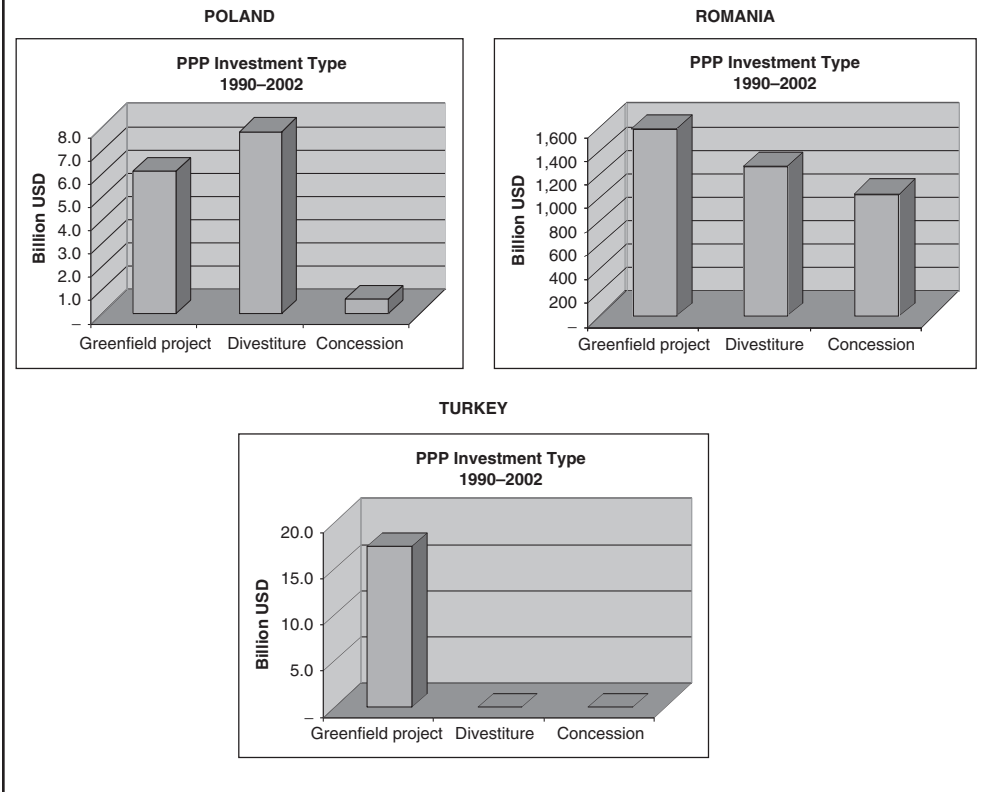 POLAND
PPP Investment Type
1990–2002
Billion USD
8.0
7.0
6.0
5.0
4.0
3.0
2.0
1.0
–
Greenfield project Divestiture Concession
ROMANIA
PPP Investment Type
1990–2002
Billion USD
1,600
1,400
1,200
1,000
800
600
400
200
–
Greenfield project Divestiture Concession
TURKEY
PPP Investment Type
1990–2002
Billion USD
20.0
15.0
10.0
5.0
–
Greenfield project Divestiture Concession